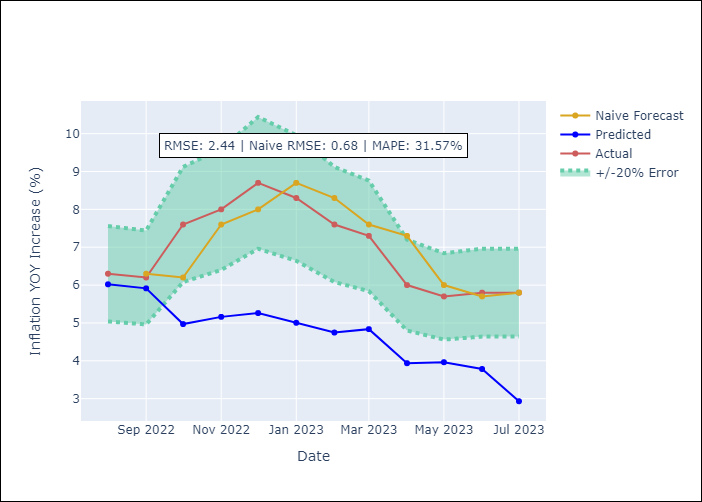 RMSE: 2.44 | Naive RMSE: 0.68 | MAPE: 31.57%
Naive Forecast
Predicted
Actual
+/-20% Error
Inflation YOY Increase (%)
10
9
8
7
6
5
4
3
Sep 2022
Nov 2022
Jan 2023
Mar 2023
May 2023
Jul 2023
Date